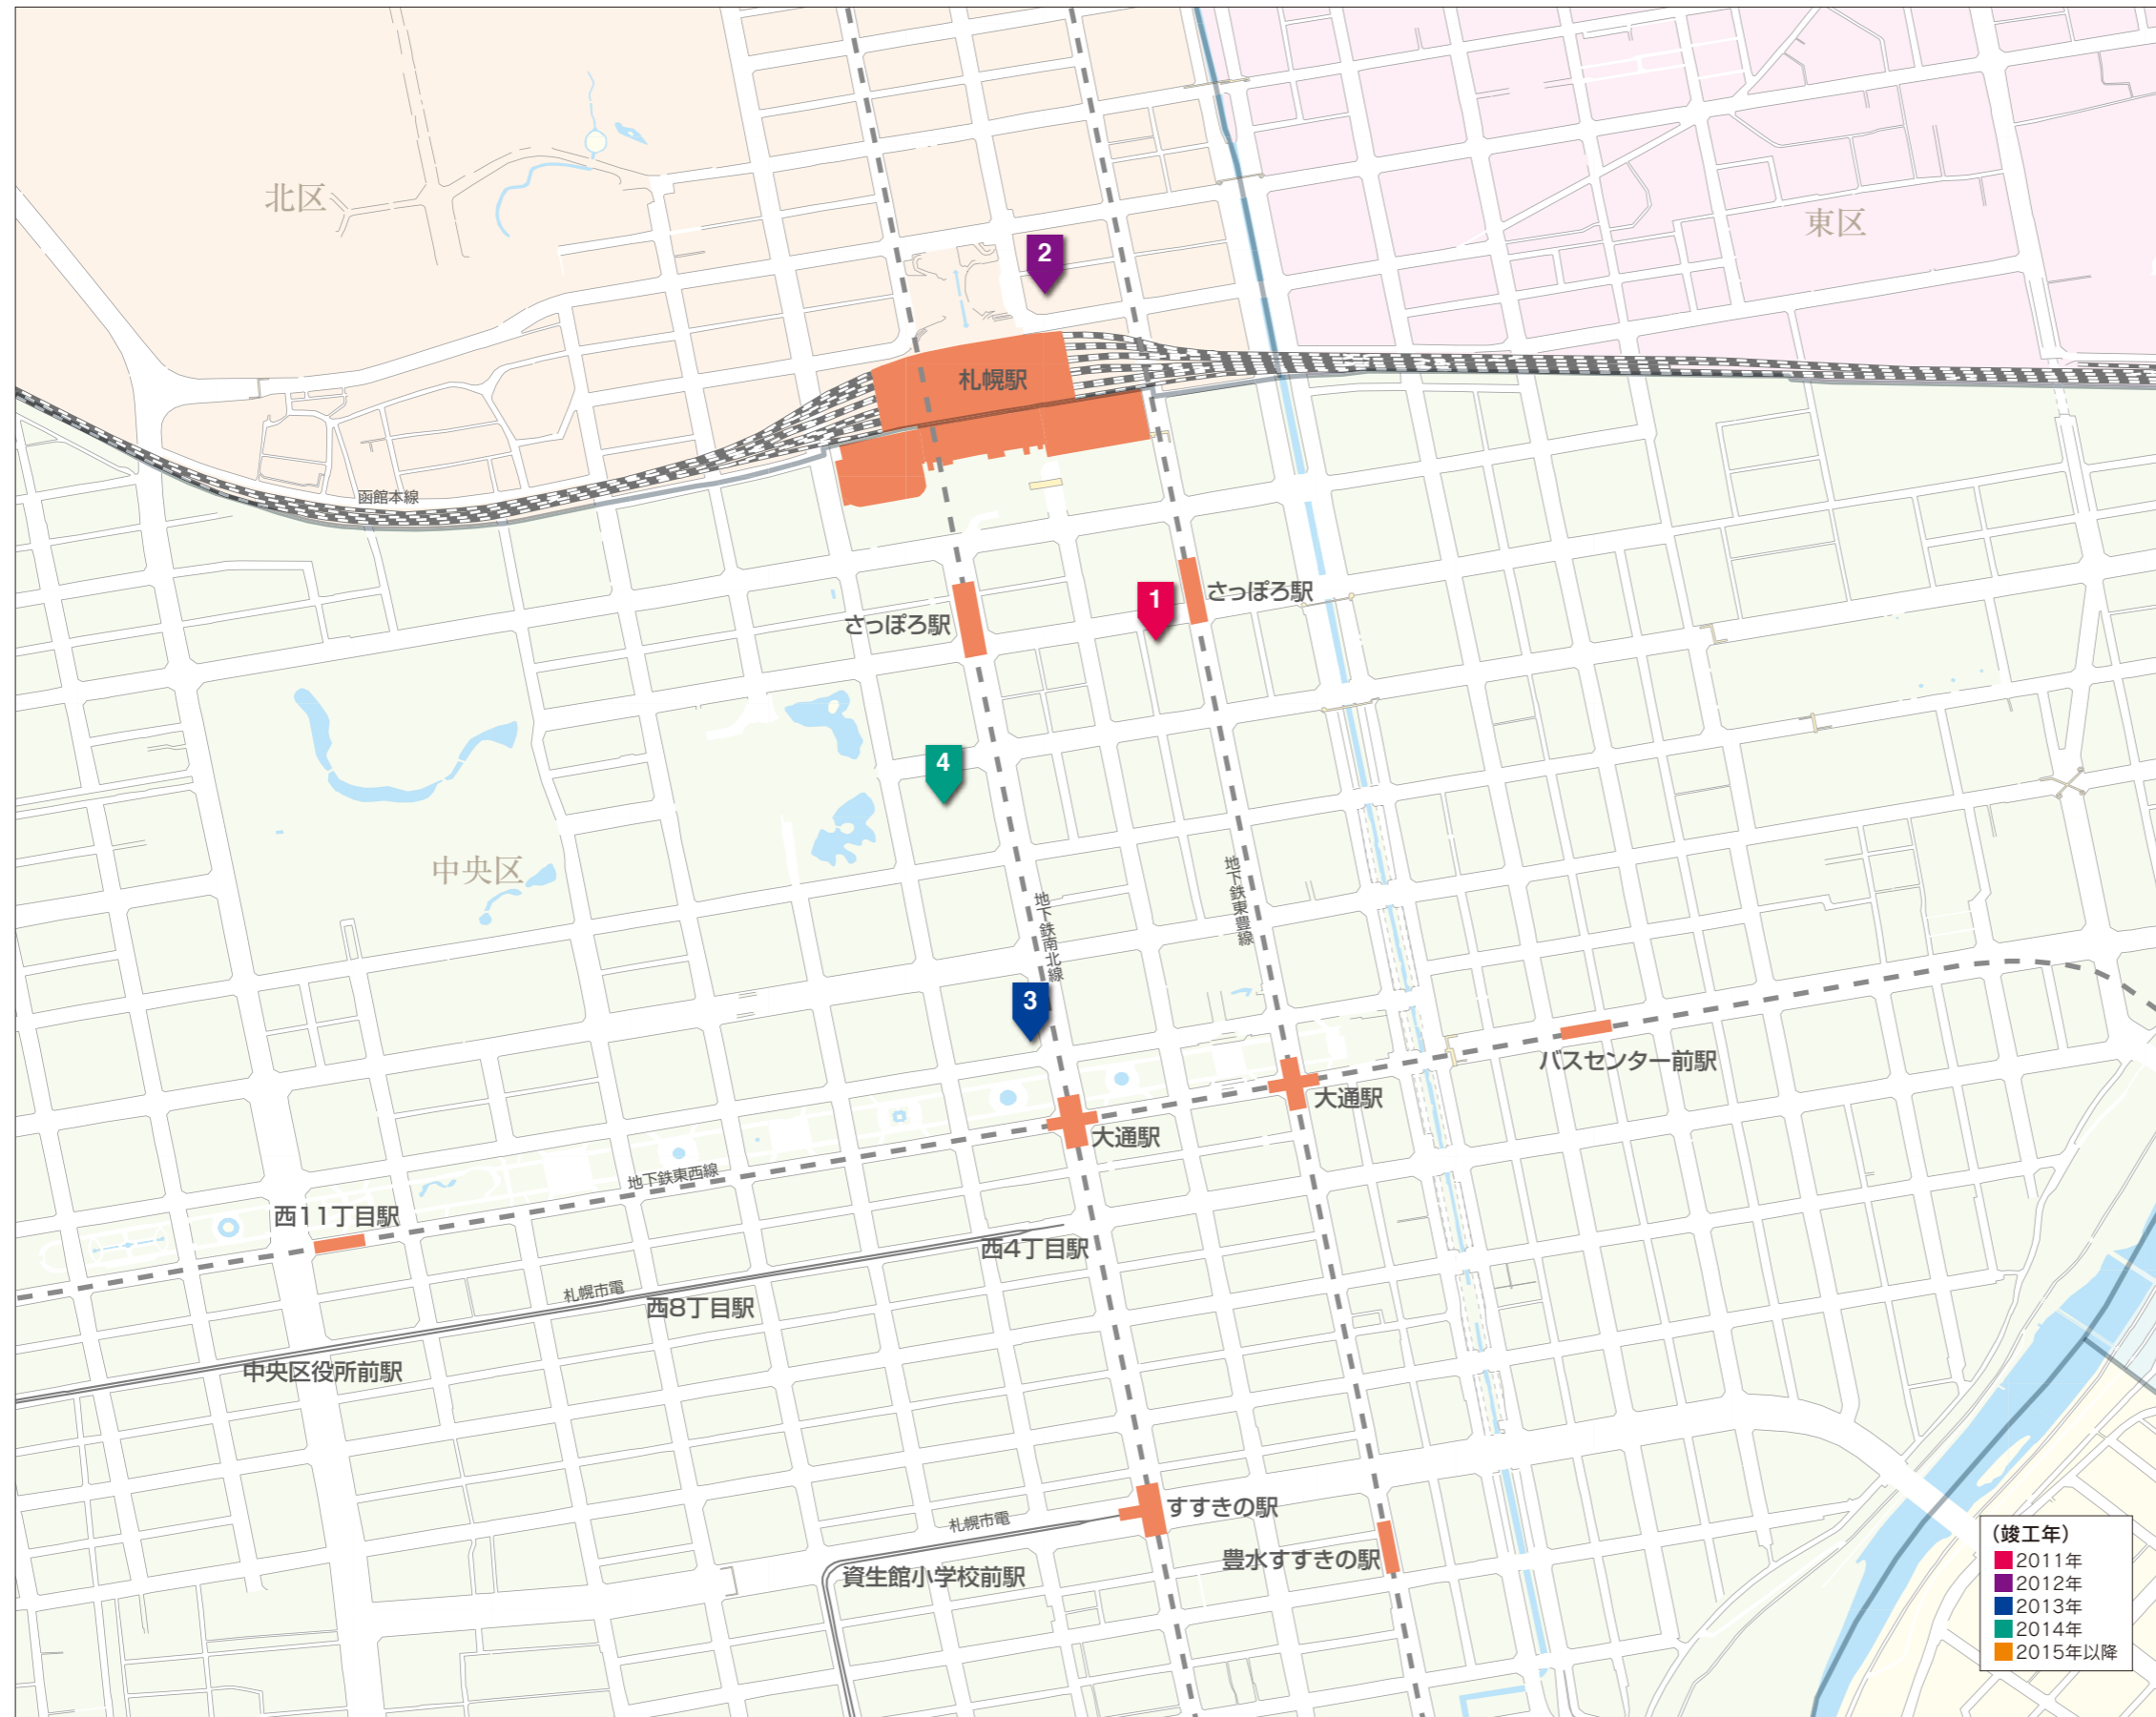 北区
東区
2
札幌駅
函館本線
1
さっぽろ駅
さっぽろ駅
4
中央区
地下鉄南北線
地下鉄東豊線
3
バスセンター前駅
大通駅
大通駅
地下鉄東西線
西11丁目駅
西4丁目駅
札幌市電
西8丁目駅
中央区役所前駅
すすきの駅
札幌市電
豊水すすきの駅
資生館小学校前駅
(竣工年)
2011年
2012年
2013年
2014年
2015年以降